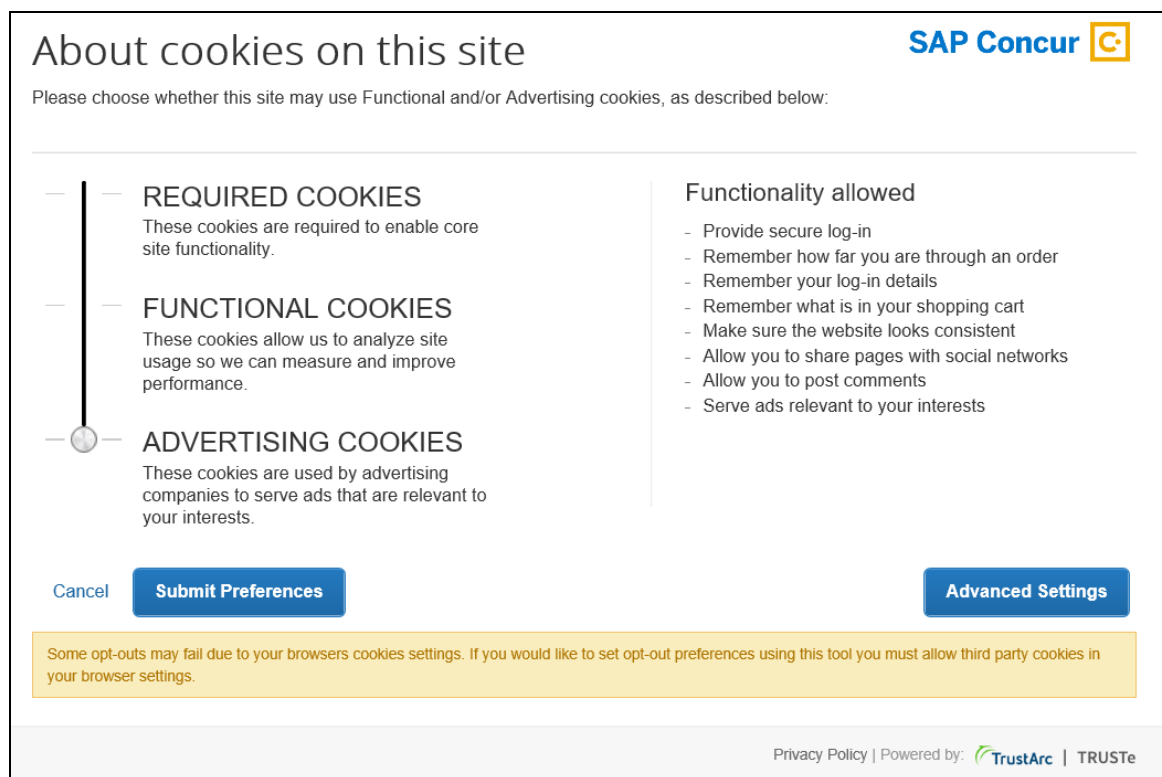 About cookies on this site
SAP Concur C
Please choose whether this site may use Functional and/or Advertising cookies, as described below:
REQUIRED COOKIES
These cookies are required to enable core
site functionality.
FUNCTIONAL COOKIES
These cookies allow us to analyze site
usage so we can measure and improve
performance.
ADVERTISING COOKIES
These cookies are used by advertising
companies to serve ads that are relevant to
your interests.
Functionality allowed
- Provide secure log-in
- Remember how far you are through an order
- Remember your log-in details
- Remember what is in your shopping cart
- Make sure the website looks consistent
- Allow you to share pages with social networks
- Allow you to post comments
- Serve ads relevant to your interests
Cancel
Submit Preferences
Advanced Settings
Some opt-outs may fail due to your browsers cookies settings. If you would like to set opt-out preferences using this tool you must allow third party cookies in
your browser settings.
Privacy Policy | Powered by: TrustArc | TRUSTe